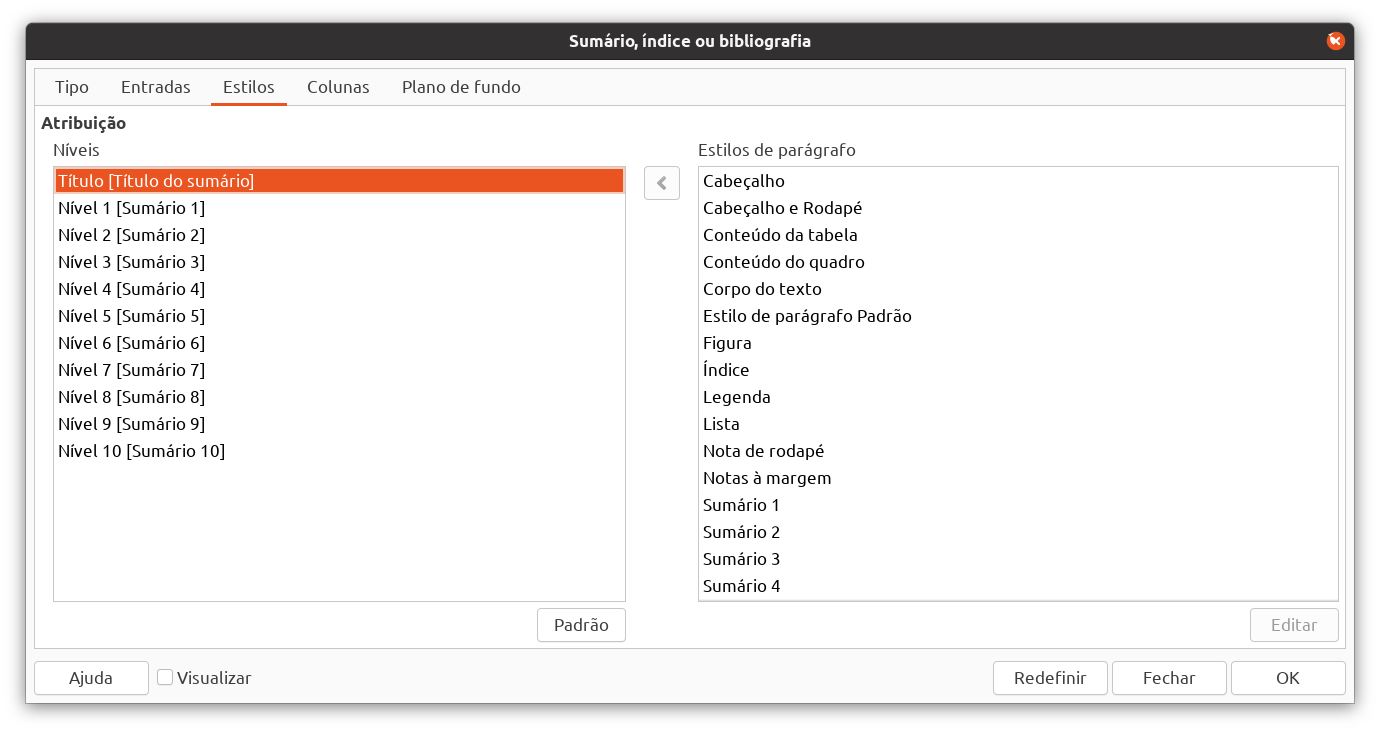 Sumário, índice ou bibliografia
Tipo Entradas Estilos Colunas Plano de fundo
Atribuição
Níveis
Título [Título do sumário]
Nível 1 [Sumário 1]
Nível 2 [Sumário 2]
Nível 3 [Sumário 3]
Nível 4 [Sumário 4]
Nível 5 [Sumário 5]
Nível 6 [Sumário 6]
Nível 7 [Sumário 7]
Nível 8 [Sumário 8]
Nível 9 [Sumário 9]
Nível 10 [Sumário 10]
Padrão
Estilos de parágrafo
Cabeçalho
Cabeçalho e Rodapé
Conteúdo da tabela
Conteúdo do quadro
Corpo do texto
Estilo de parágrafo Padrão
Figura
Índice
Legenda
Lista
Nota de rodapé
Notas à margem
Sumário 1
Sumário 2
Sumário 3
Sumário 4
Editar
Ajuda Visualizar Redefinir Fechar OK